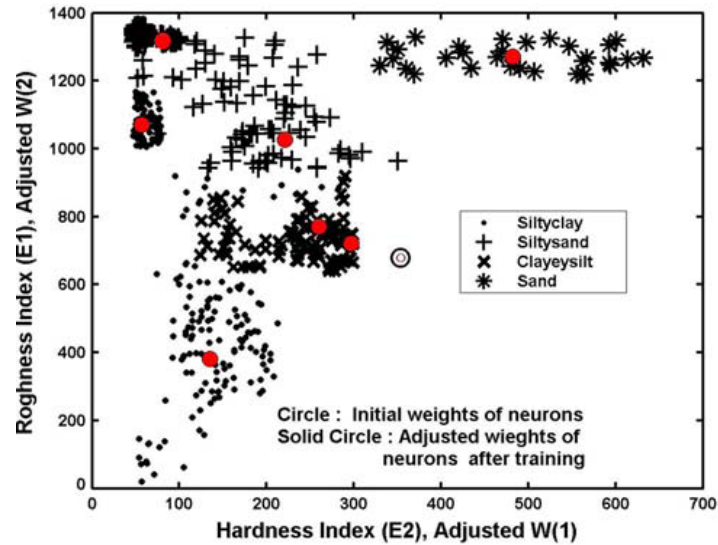 1400
1200
1000
800
600
400
200
0
0 100 200 300 400 500 600 700
Roghness Index (E1), Adjusted W(2)
Hardness Index (E2), Adjusted W(1)
Siltyclay
Siltysand
Clayeysilt
Sand
Circle : Initial weights of neurons
Solid Circle : Adjusted wieghts of
neurons after training